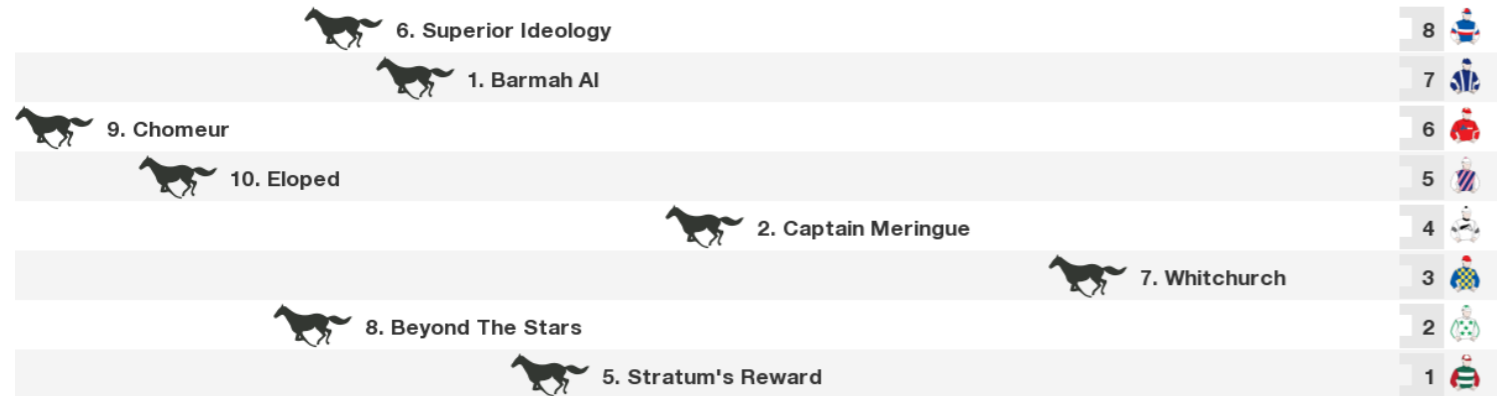 6. Superior Ideology 8
1. Barmah Al 7
9. Chomeur 6
10. Eloped 5
2. Captain Meringue 4
7. Whitchurch 3
8. Beyond The Stars 2
5. Stratum's Reward 1